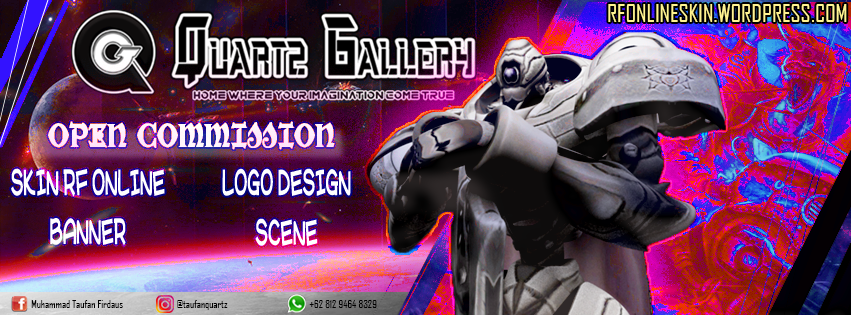 RFONLINESKIN.WORDPRESS.COM
QG Quartz Gallery
HOME WHERE YOUR IMAGINATION COME TRUE
OPEN COMMISSION
SKIN RF ONLINE LOGO DESIGN
BANNER SCENE
Muhammad Taufan Firdaus @taufanquartz +62 812 9464 8329